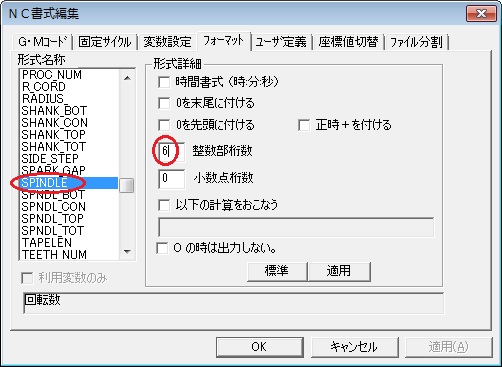 ＮＣ書式編集
G・Mコード 固定サイクル 変数設定 フォーマット ユーザ定義 座標値切替 ファイル分割
形式名称
PROC_NUM
R_CORD
RADIUS_
SHANK_BOT
SHANK_CON
SHANK_TOP
SHANK_TOT
SIDE_STEP
SPARK_GAP
SPINDLE
SPNDL_BOT
SPNDL_CON
SPNDL_TOP
SPNDL_TOT
TAPELEN
TEETH NUM
利用変数のみ
形式詳細
時間書式 (時:分:秒)
0を末尾に付ける
0を先頭に付ける 正時＋を付ける
6 整数部桁数
0 小数点桁数
以下の計算をおこなう
０の時は出力しない。
標準 適用
回転数
OK キャンセル 適用(A)